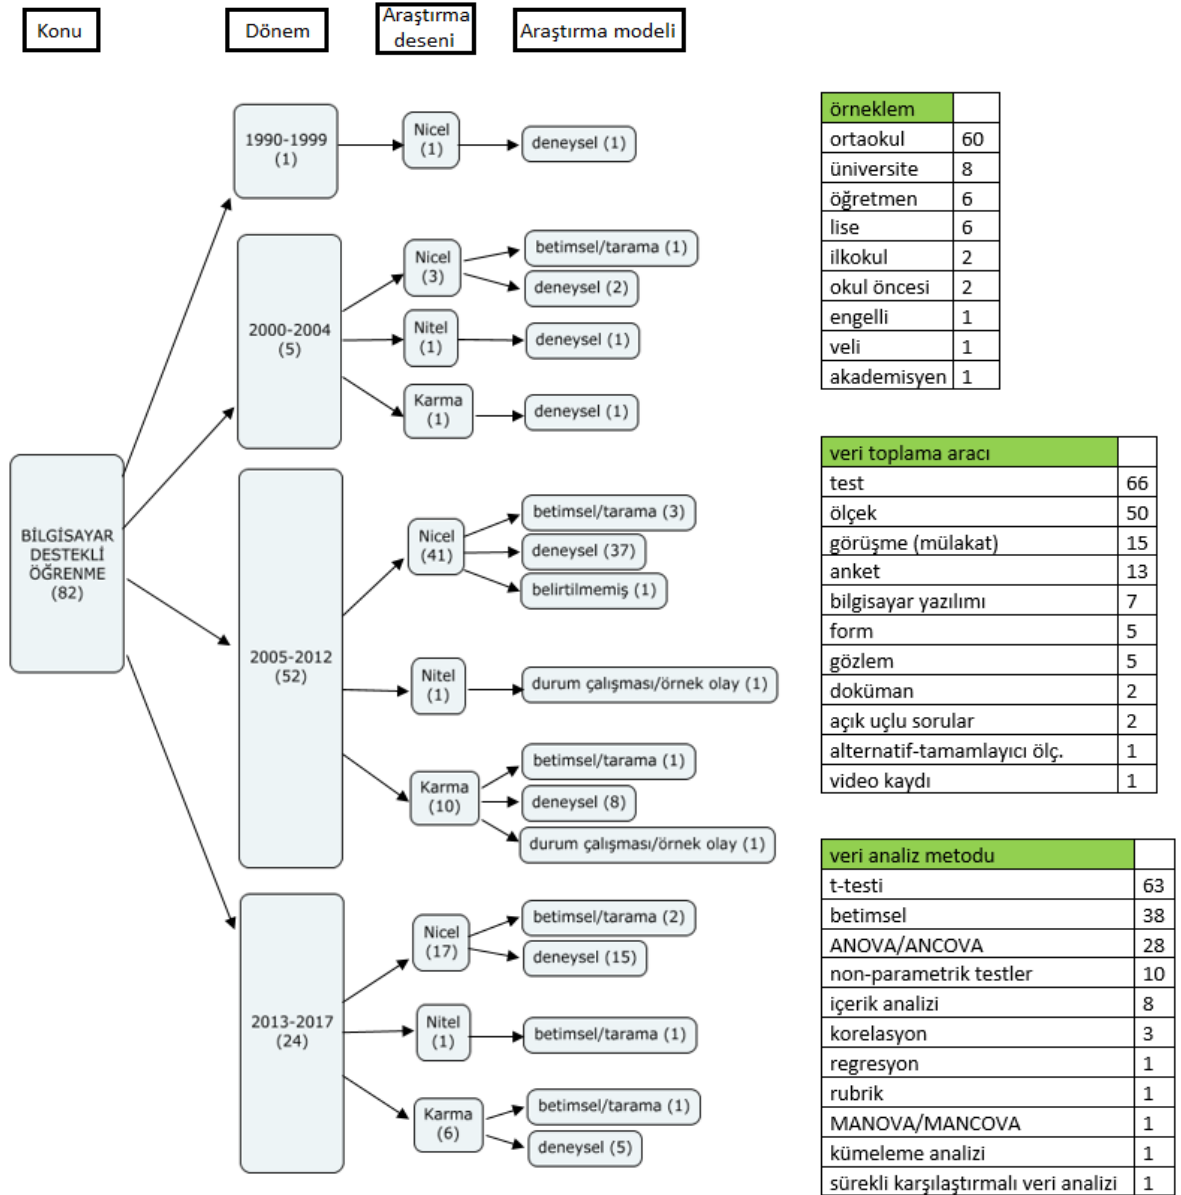 Konu
Dönem
Araştırma
deseni
Araştırma modeli
BİLGİSAYAR
DESTEKLİ
ÖĞRENME
(82)
1990-1999
(1)
Nicel
(1)
deneysel (1)
2000-2004
(5)
Nicel
(3)
betimsel/tarama (1)
deneysel (2)
Nitel
(1)
deneysel (1)
Karma
(1)
deneysel (1)
2005-2012
(52)
Nicel
(41)
betimsel/tarama (3)
deneysel (37)
belirtilmemiş (1)
Nitel
(1)
durum çalışması/örnek olay (1)
Karma
(10)
betimsel/tarama (1)
deneysel (8)
durum çalışması/örnek olay (1)
2013-2017
(24)
Nicel
(17)
betimsel/tarama (2)
deneysel (15)
Nitel
(1)
betimsel/tarama (1)
Karma
(6)
betimsel/tarama (1)
deneysel (5)
örneklem
ortaokul 60
üniversite 8
öğretmen 6
lise 6
ilkokul 2
okul öncesi 2
engelli 1
veli 1
akademisyen 1
veri toplama aracı
test 66
ölçek 50
görüşme (mülakat) 15
anket 13
bilgisayar yazılımı 7
form 5
gözlem 5
doküman 2
açık uçlu sorular 2
alternatif-tamamlayıcı ölç. 1
video kaydı 1
veri analiz metodu
t-testi 63
betimsel 38
ANOVA/ANCOVA 28
non-parametrik testler 10
içerik analizi 8
korelasyon 3
regresyon 1
rubrik 1
MANOVA/MANCOVA 1
kümeleme analizi 1
sürekli karşılaştırmalı veri analizi 1